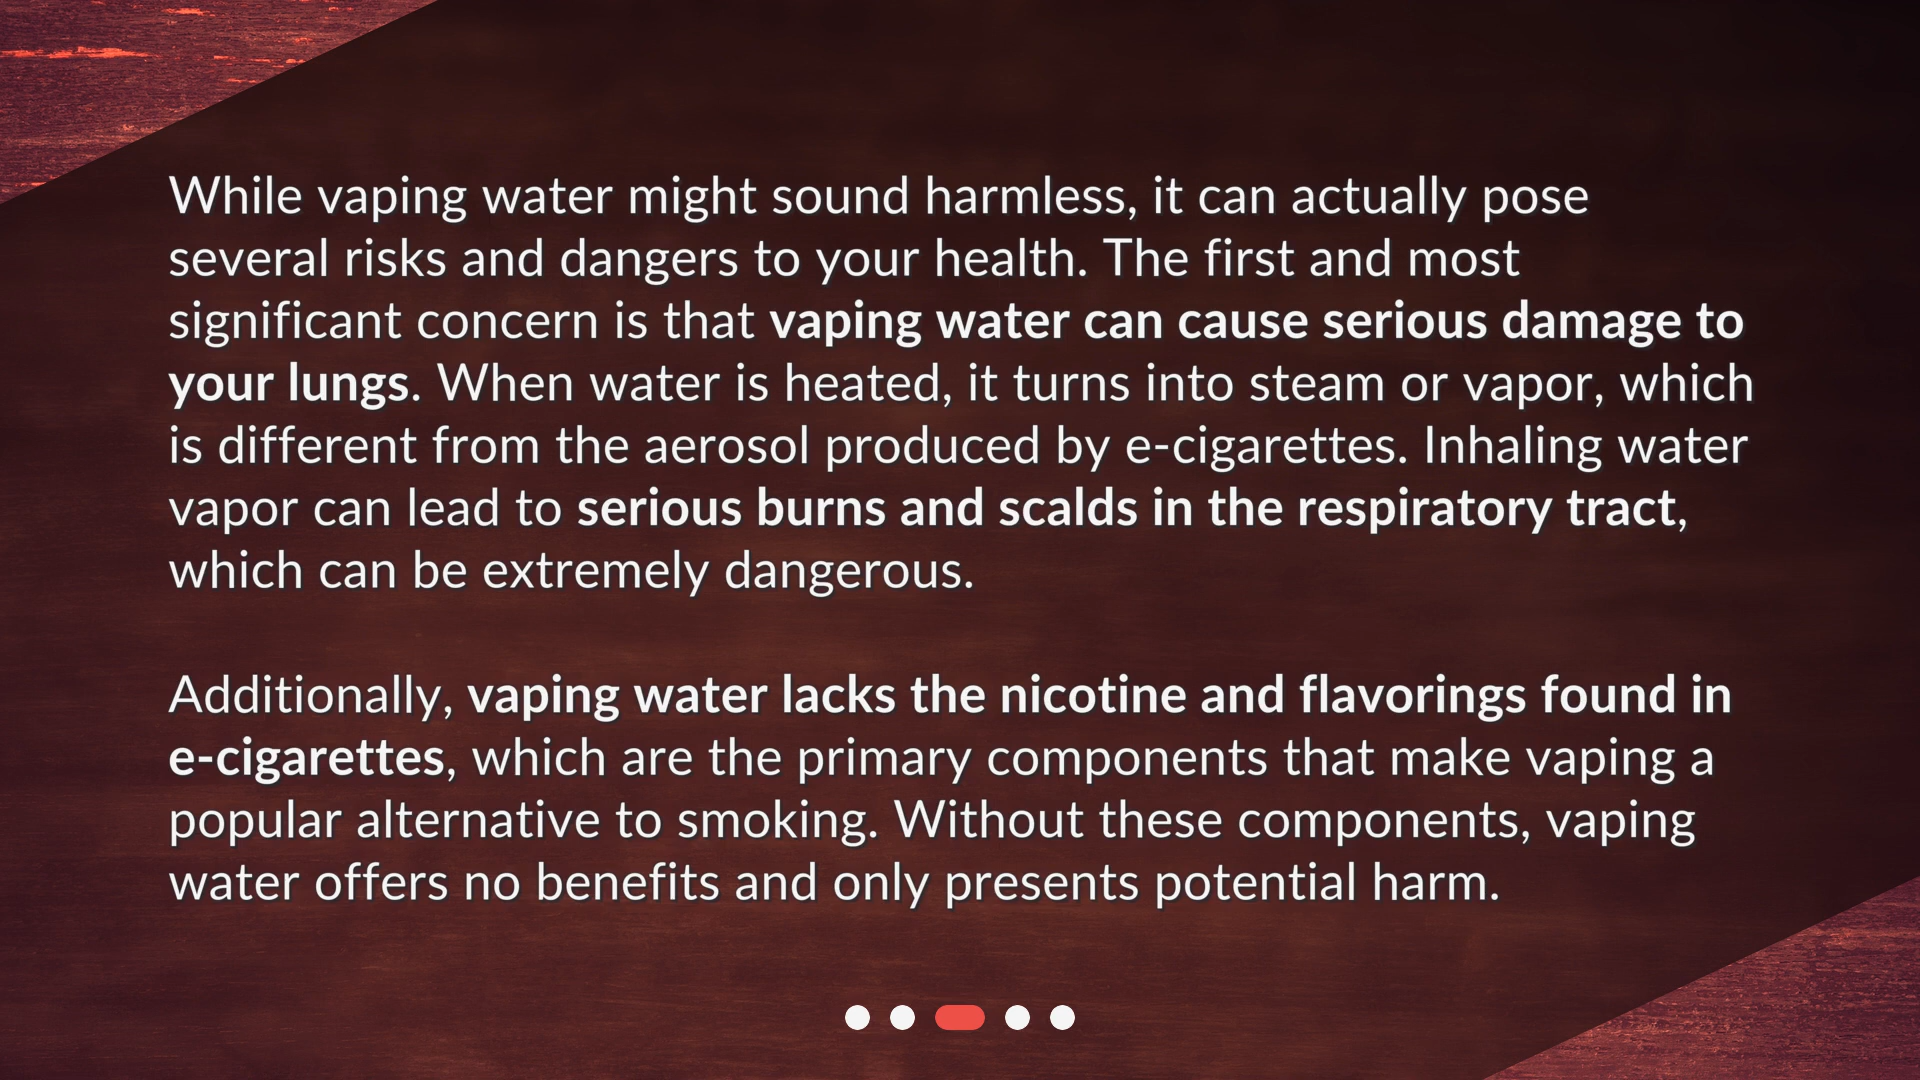 While vaping water might sound harmless, it can actually pose
several risks and dangers to your health. The first and most
significant concern is that vaping water can cause serious damage to
your lungs. When water is heated, it turns into steam or vapor, which
is different from the aerosol produced by e-cigarettes. Inhaling water
vapor can lead to serious burns and scalds in the respiratory tract,
which can be extremely dangerous.
Additionally, vaping water lacks the nicotine and flavorings found in
e-cigarettes, which are the primary components that make vaping a
popular alternative to smoking. Without these components, vaping
water offers no benefits and only presents potential harm.